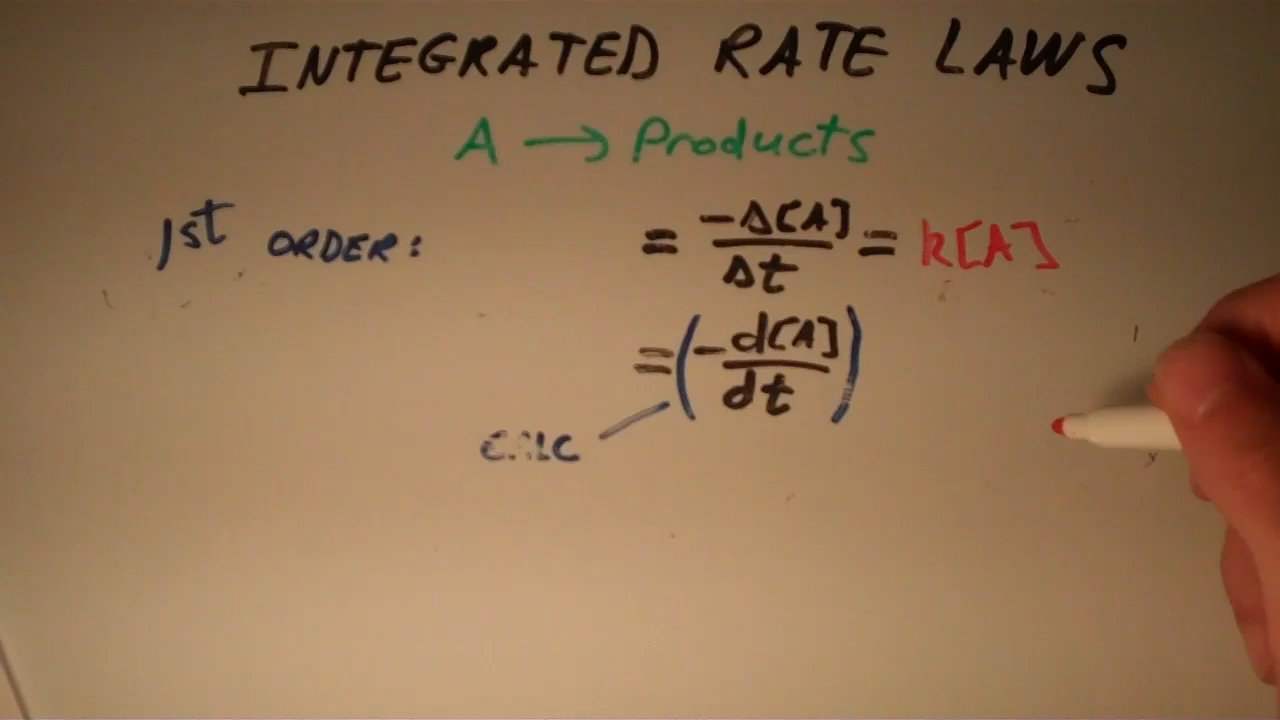 INTEGRATED RATE LAWS
A → Products
1st ORDER: = -Δ[A]/Δt = k[A]
= (-d[A]/dt)
CALC